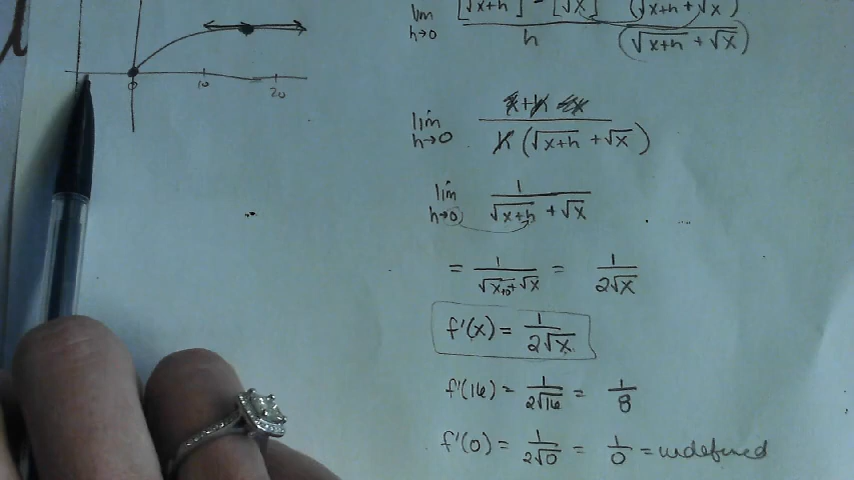 lim h→0 [√x+h] - [√x] (√x+h + √x) / h (√x+h + √x)
0 10 20
lim h→0 x+h-x / h(√x+h + √x)
lim h→0 1 / √x+h + √x
= 1/√x+0 + √x = 1/2√x
f'(x) = 1/2√x
f'(16) = 1/2√16 = 1/8
f'(0) = 1/2√0 = 1/0 = undefined